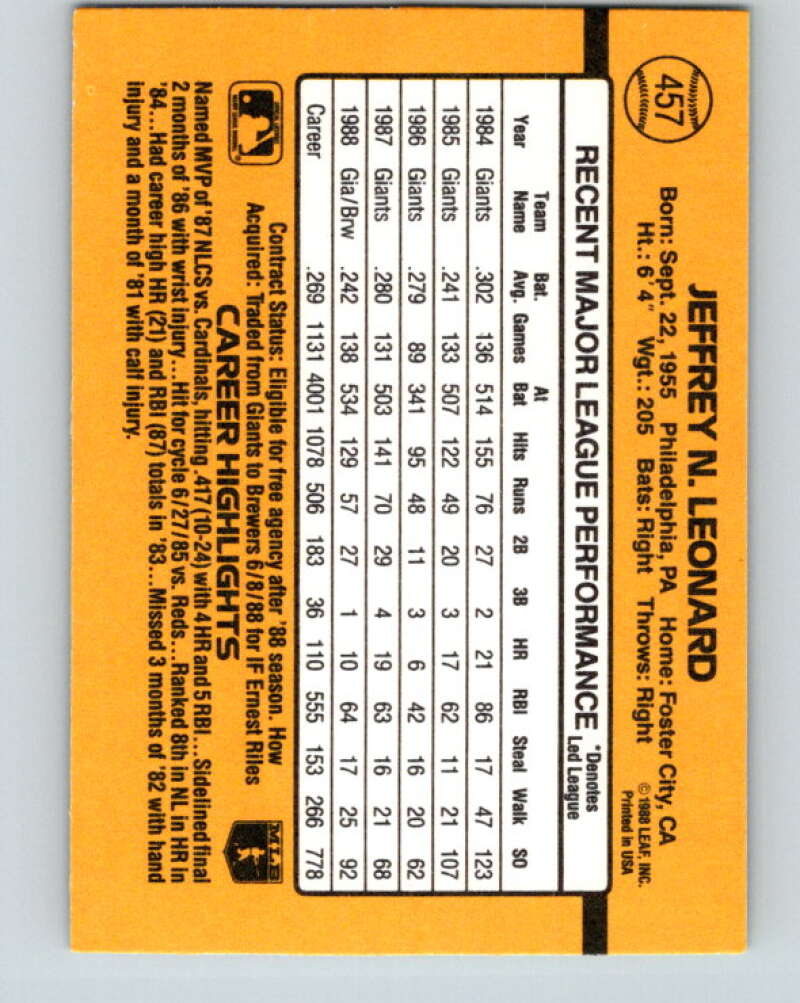 457
JEFFREY N. LEONARD
Born: Sept. 22, 1955 Philadelphia, PA Home: Foster City, CA
Ht.: 6'4" Wgt.: 205 Bats: Right Throws: Right
© 1988 LEAF, INC.
Printed in USA
RECENT MAJOR LEAGUE PERFORMANCE *Denotes Led League
Year Team Name Bat. Avg. Games At Bat Hits Runs 2B 3B HR RBI Steal Walk SO
1984 Giants .302 136 514 155 76 27 2 21 86 17 47 123
1985 Giants .241 133 507 122 49 20 3 17 62 11 21 107
1986 Giants .279 89 341 95 48 11 3 6 42 16 20 62
1987 Giants .280 131 503 141 70 29 4 19 63 16 21 68
1988 Gia/Brw .242 138 534 129 57 27 1 10 64 17 25 92
Career .269 1131 4001 1078 506 183 36 110 555 153 266 778
Contract Status: Eligible for free agency after '88 season. How
Acquired: Traded from Giants to Brewers 6/8/88 for IF Ernest Riles
MLB
CAREER HIGHLIGHTS
Named MVP of '87 NLCS vs. Cardinals, hitting .417 (10-24) with 4 HR and 5 RBI... Sidelined final
2 months of '86 with wrist injury... Hit for cycle 6/27/85 vs. Reds... Ranked 8th in NL in HR in
'84... Had career high HR (21) and RBI (87) totals in '83... Missed 3 months of '82 with hand
injury and a month of '81 with calf injury.